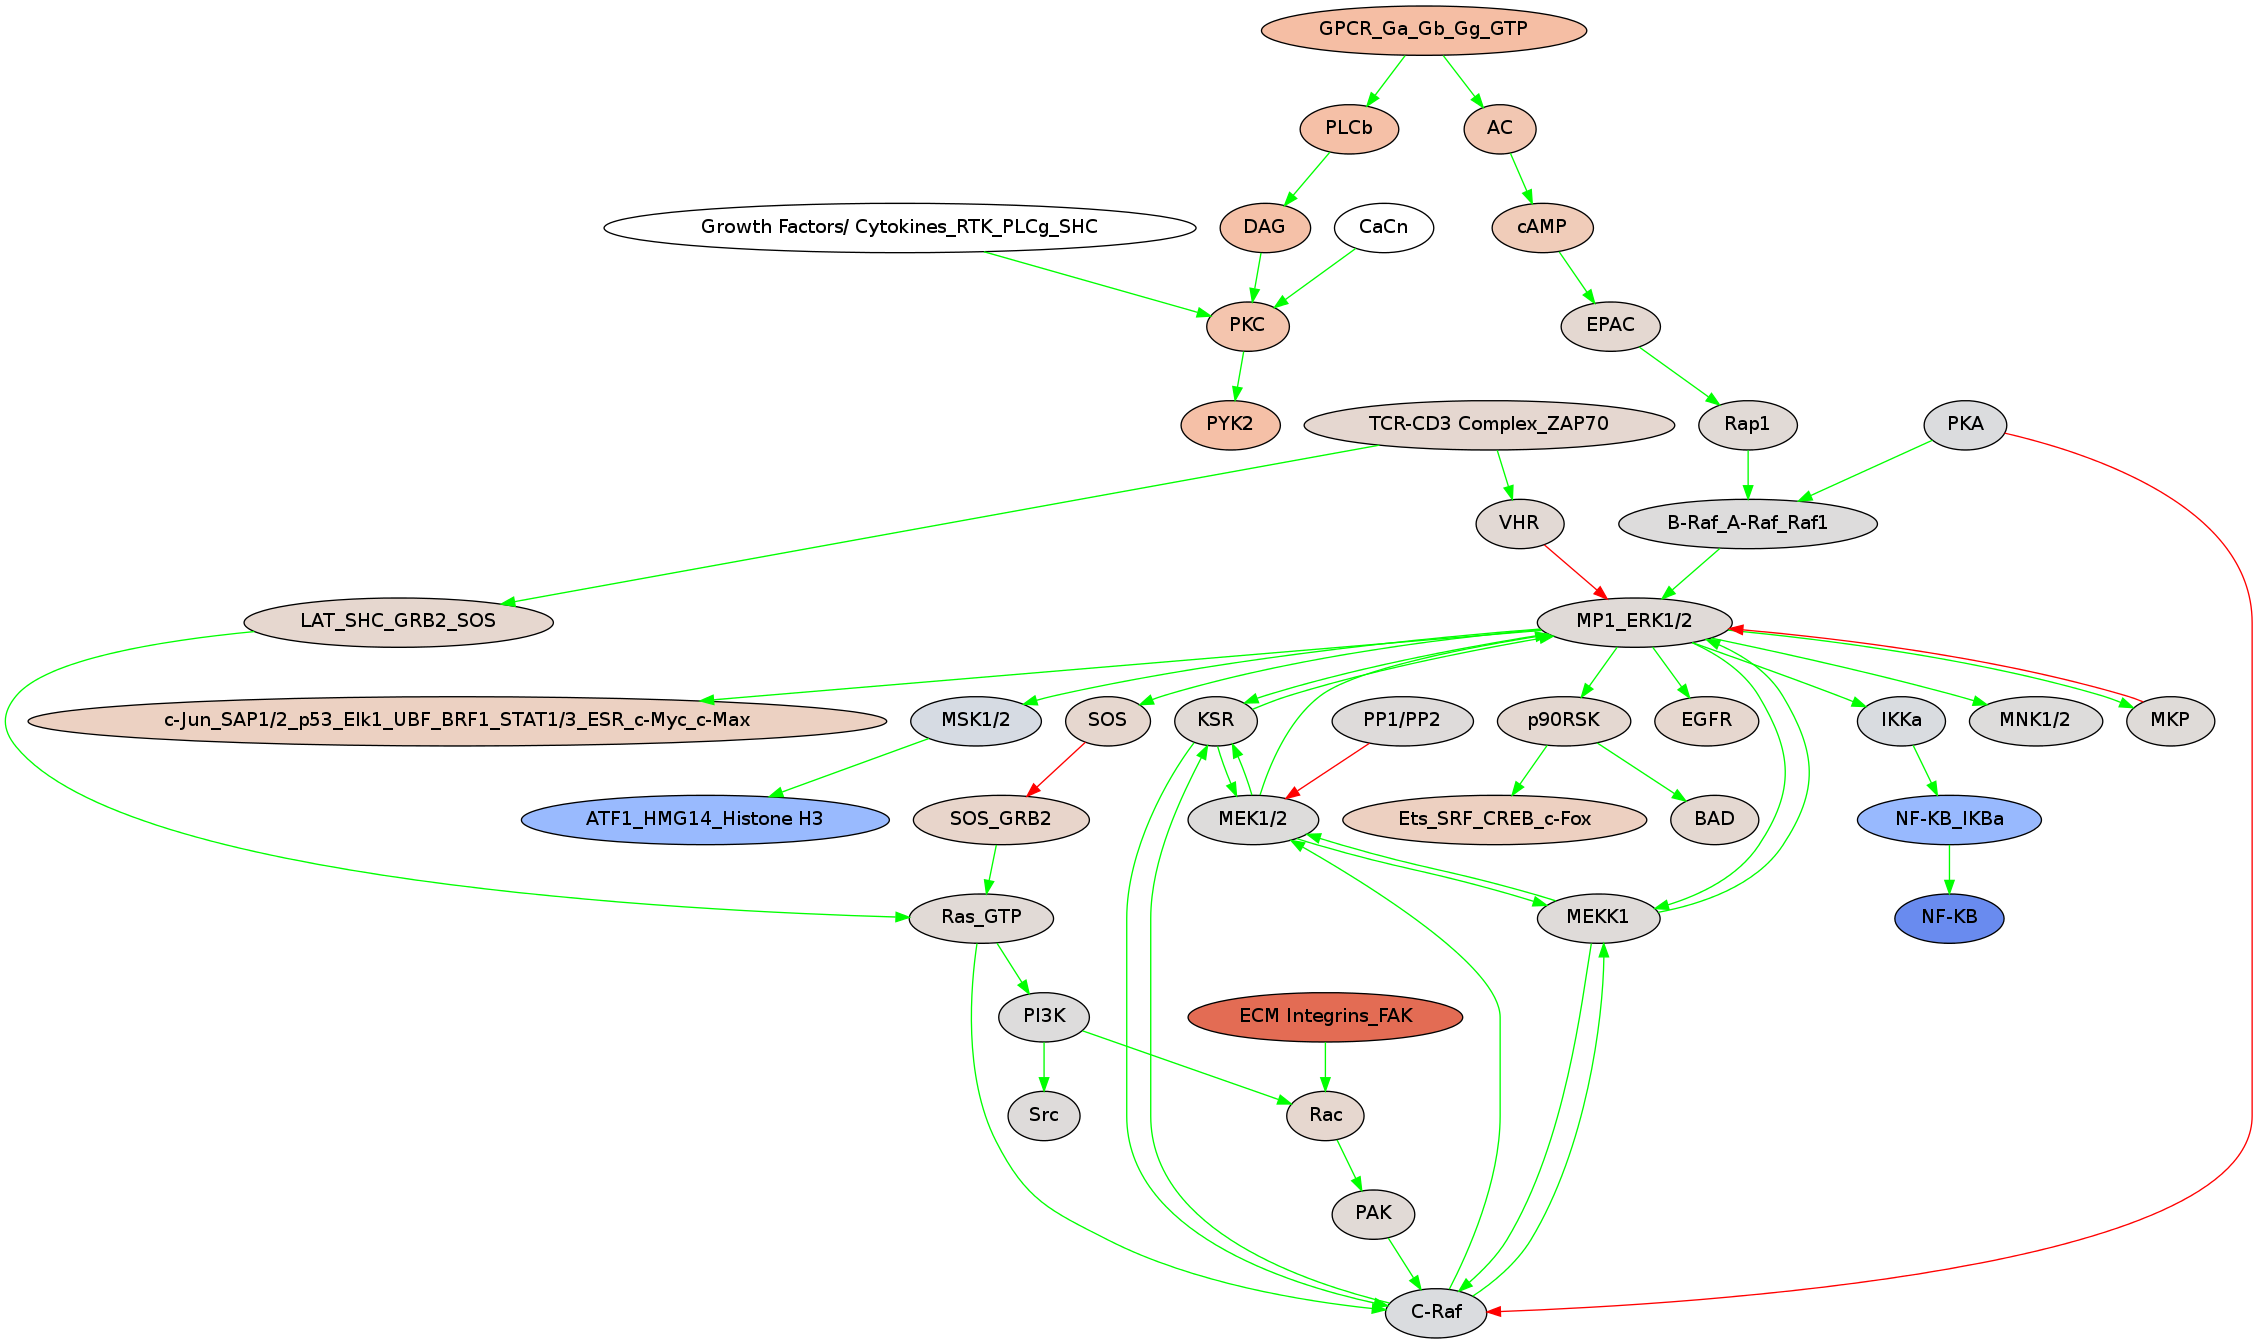 GPCR_Ga_Gb_Gg_GTP
PLCb
AC
Growth Factors/ Cytokines_RTK_PLCg_SHC
DAG
CaCn
cAMP
PKC
EPAC
PYK2
TCR-CD3 Complex_ZAP70
Rap1
PKA
VHR
B-Raf_A-Raf_Raf1
LAT_SHC_GRB2_SOS
MP1_ERK1/2
c-Jun_SAP1/2_p53_Elk1_UBF_BRF1_STAT1/3_ESR_c-Myc_c-Max
MSK1/2
SOS
KSR
PP1/PP2
p90RSK
EGFR
IKKa
MNK1/2
MKP
ATF1_HMG14_Histone H3
SOS_GRB2
MEK1/2
Ets_SRF_CREB_c-Fox
BAD
NF-KB_IKBa
Ras_GTP
MEKK1
NF-KB
PI3K
ECM Integrins_FAK
Src
Rac
PAK
C-Raf